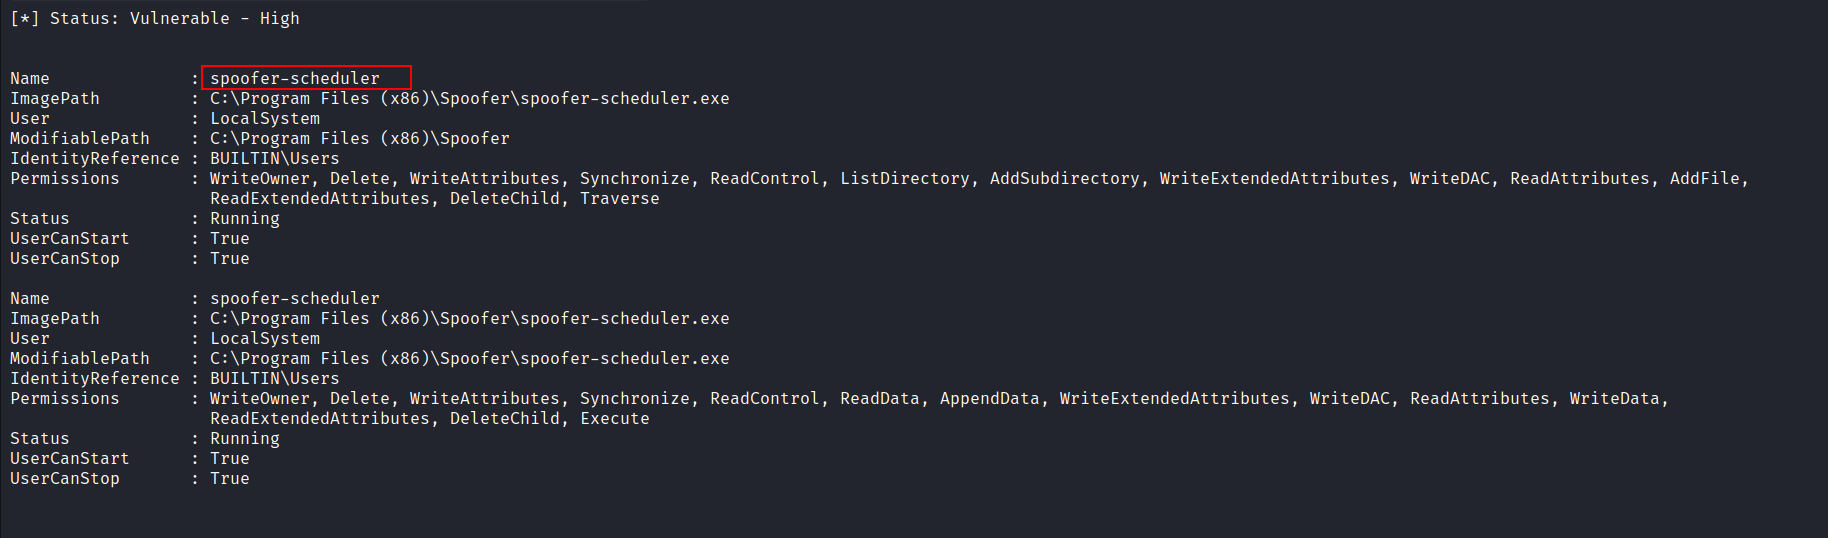 [*] Status: Vulnerable - High
Name              : spoofer-scheduler
ImagePath         : C:\Program Files (x86)\Spoofer\spoofer-scheduler.exe
User              : LocalSystem
ModifiablePath    : C:\Program Files (x86)\Spoofer
IdentityReference : BUILTIN\Users
Permissions       : WriteOwner, Delete, WriteAttributes, Synchronize, ReadControl, ListDirectory, AddSubdirectory, WriteExtendedAttributes, WriteDAC, ReadAttributes, AddFile,
                    ReadExtendedAttributes, DeleteChild, Traverse
Status            : Running
UserCanStart      : True
UserCanStop       : True
Name              : spoofer-scheduler
ImagePath         : C:\Program Files (x86)\Spoofer\spoofer-scheduler.exe
User              : LocalSystem
ModifiablePath    : C:\Program Files (x86)\Spoofer\spoofer-scheduler.exe
IdentityReference : BUILTIN\Users
Permissions       : WriteOwner, Delete, WriteAttributes, Synchronize, ReadControl, ReadData, AppendData, WriteExtendedAttributes, WriteDAC, ReadAttributes, WriteData,
                    ReadExtendedAttributes, DeleteChild, Execute
Status            : Running
UserCanStart      : True
UserCanStop       : True